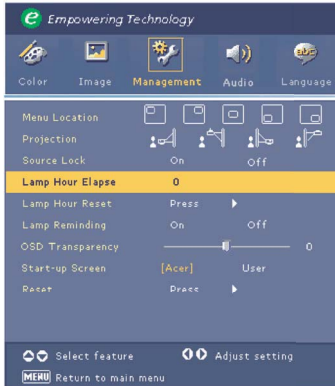 e Empowering Technology
Color Image Management Audio abc Language
Menu Location
Projection
Source Lock On Off
Lamp Hour Elapse 0
Lamp Hour Reset Press
Lamp Reminding On Off
OSD Transparency 0
Start-up Screen [Acer] User
Reset Press
Select feature Adjust setting
MENU Return to main menu